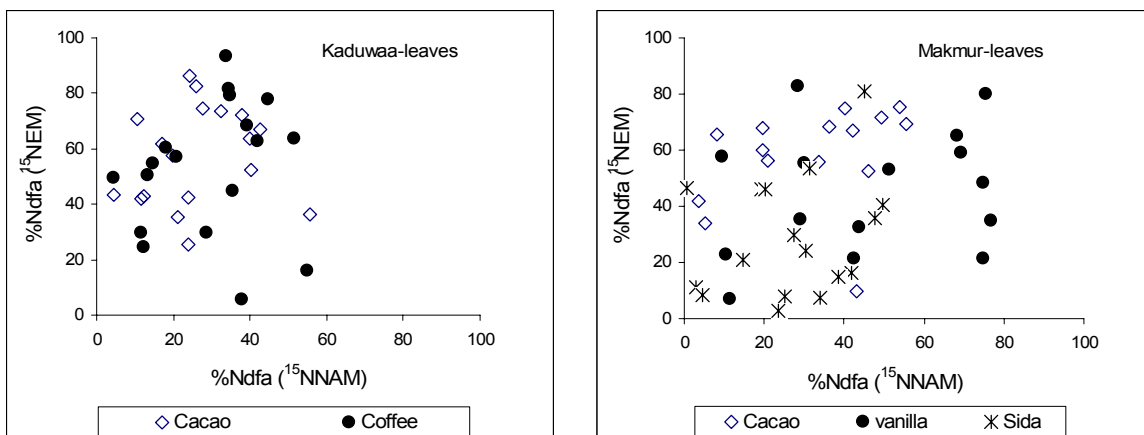 Kaduwaa-leaves
%Ndfa (¹⁵NEM)
100
80
60
40
20
0
0 20 40 60 80 100
%Ndfa (¹⁵NNAM)
Cacao Coffee
Makmur-leaves
%Ndfa (¹⁵NEM)
100
80
60
40
20
0
0 20 40 60 80 100
%Ndfa (¹⁵NNAM)
Cacao vanilla Sida